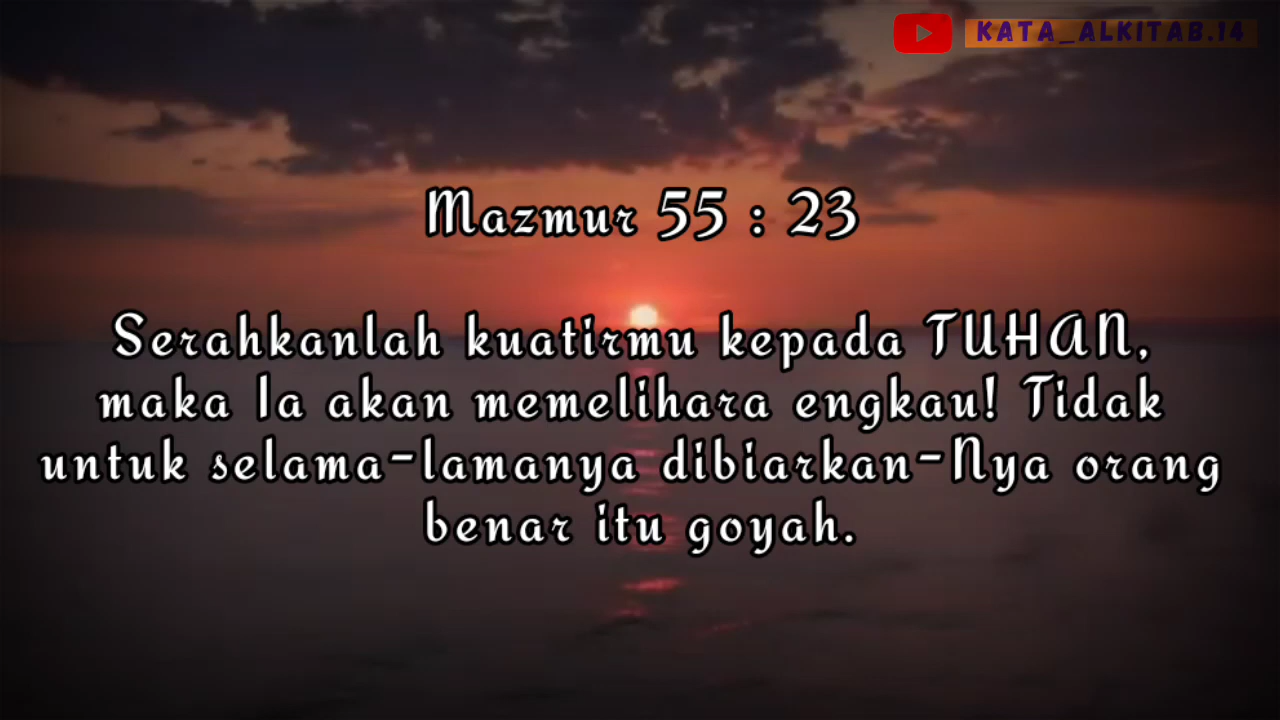 KATA_ALKITAB.14
Mazmur 55 : 23
Serahkanlah kuatirmu kepada TUHAN,
maka Ia akan memelihara engkau! Tidak
untuk selama-lamanya dibiarkan-Nya orang
benar itu goyah.